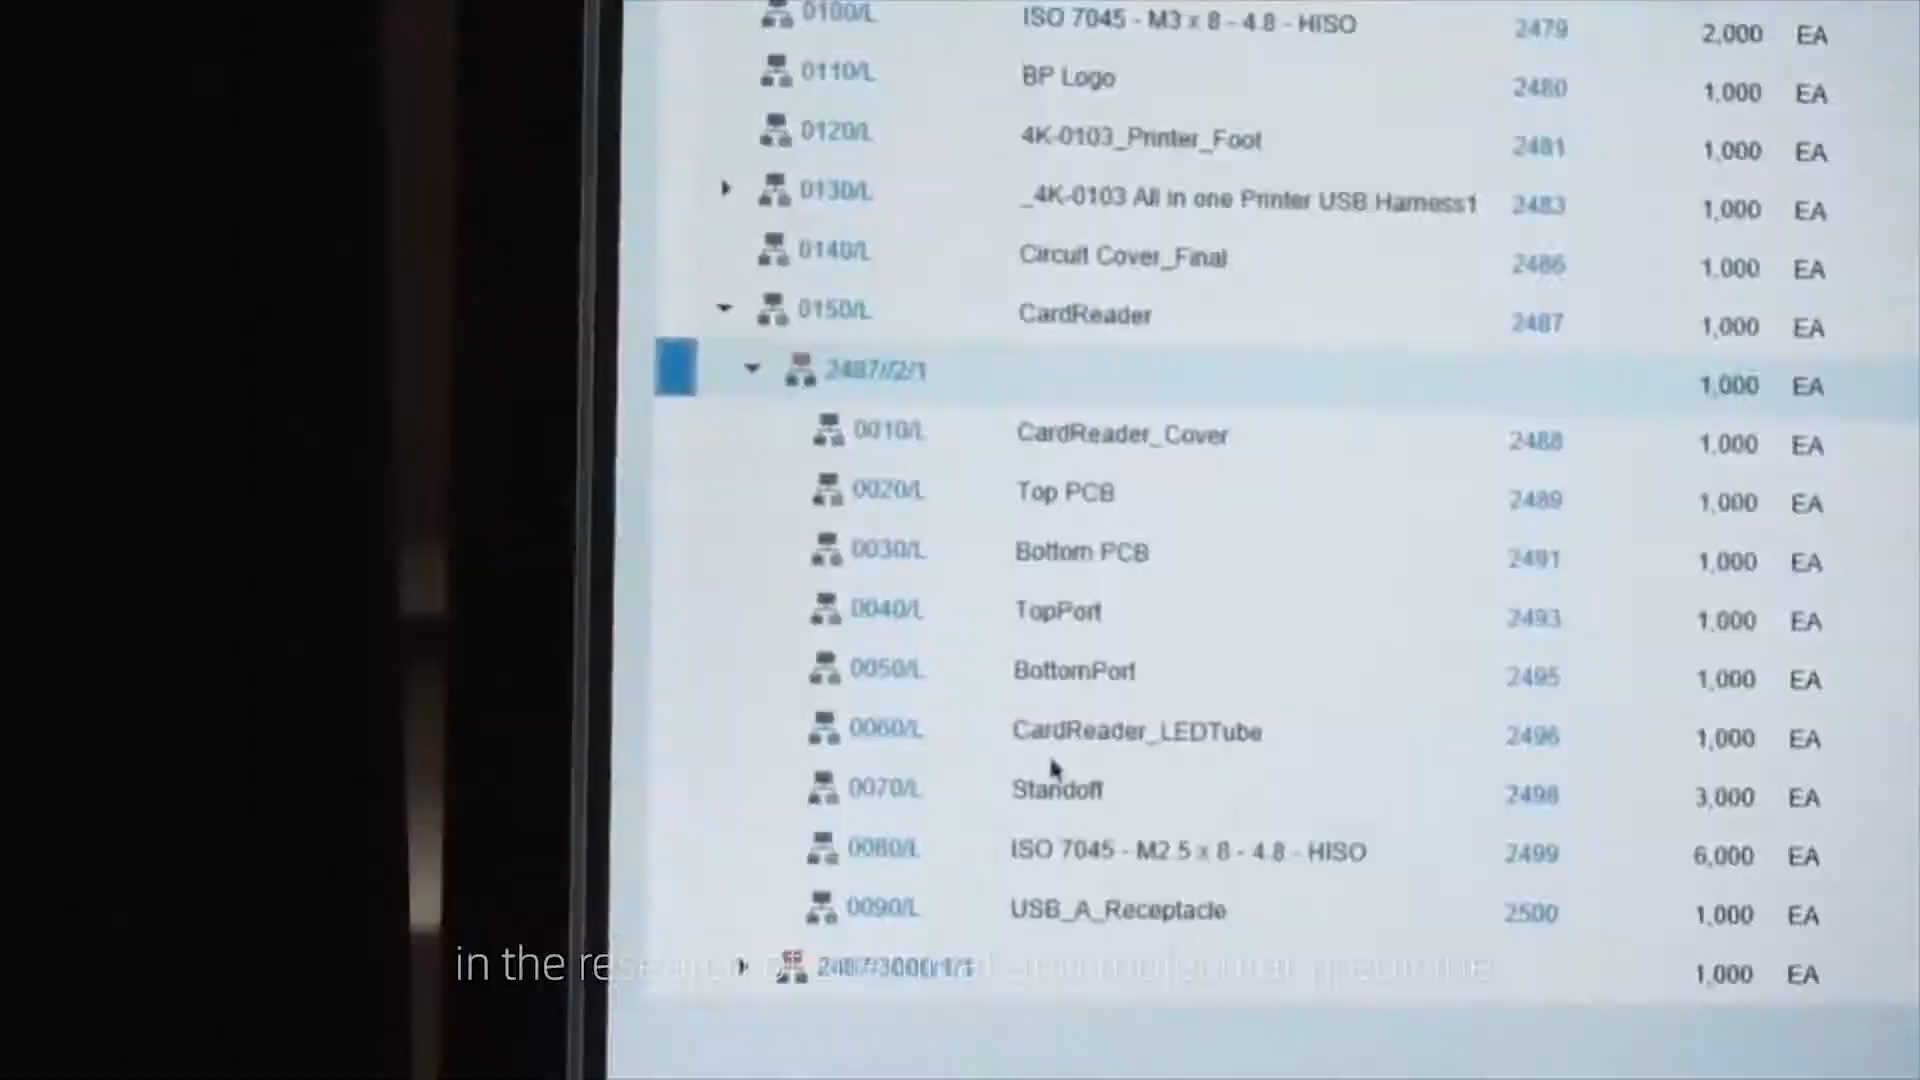 0100/L ISO 7045 - M3 x 8 - 4.8 - HISO 2479 2,000 EA
0110/L BP Logo 2480 1,000 EA
0120/L 4K-0103_Printer_Foot 2481 1,000 EA
0130/L _4K-0103 All in one Printer USB Harness1 2483 1,000 EA
0140/L Circuit Cover_Final 2486 1,000 EA
0150/L CardReader 2487 1,000 EA
2487//2/1 1,000 EA
0010/L CardReader_Cover 2488 1,000 EA
0020/L Top PCB 2489 1,000 EA
0030/L Bottom PCB 2491 1,000 EA
0040/L TopPort 2493 1,000 EA
0050/L BottomPort 2495 1,000 EA
0060/L CardReader_LEDTube 2496 1,000 EA
0070/L Standoff 2498 3,000 EA
0080/L ISO 7045 - M2.5 x 8 - 4.8 - HISO 2499 6,000 EA
0090/L USB_A_Receptacle 2500 1,000 EA
1,000 EA
in the